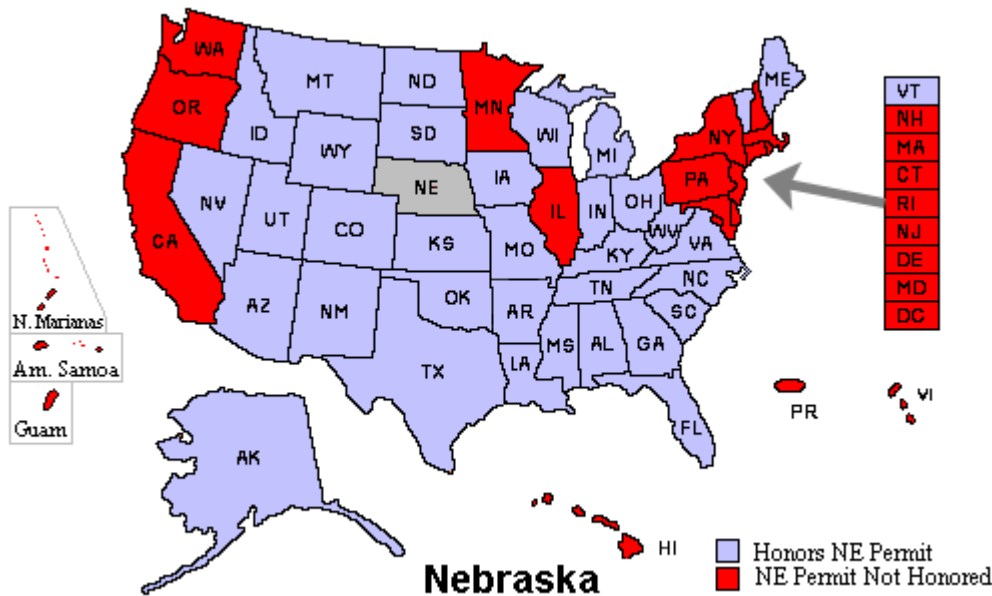 WA
MT
ND
MN
ME
OR
ID
SD
WI
NY
VT
NH
MA
CT
RI
NJ
DE
MD
DC
WY
MI
NE
IA
PA
NV
UT
CO
IL
IN
OH
CA
KS
MO
WV
VA
KY
AZ
NM
OK
TN
NC
AR
SC
N. Marianas
MS
AL
GA
Am. Samoa
TX
LA
Guam
FL
PR
VI
AK
HI
Honors NE Permit
NE Permit Not Honored
Nebraska